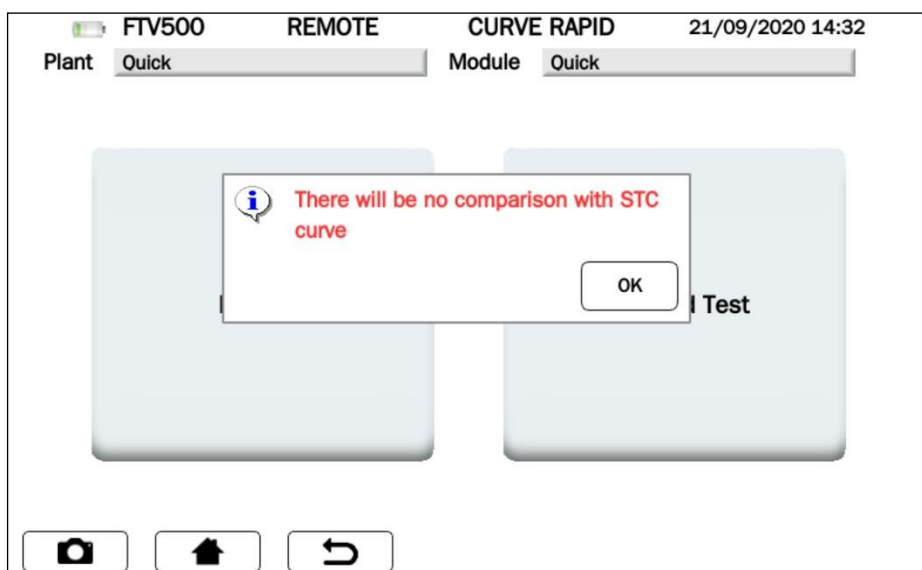 FTV500 REMOTE CURVE RAPID 21/09/2020 14:32
Plant Quick Module Quick
There will be no comparison with STC
curve
OK
Test